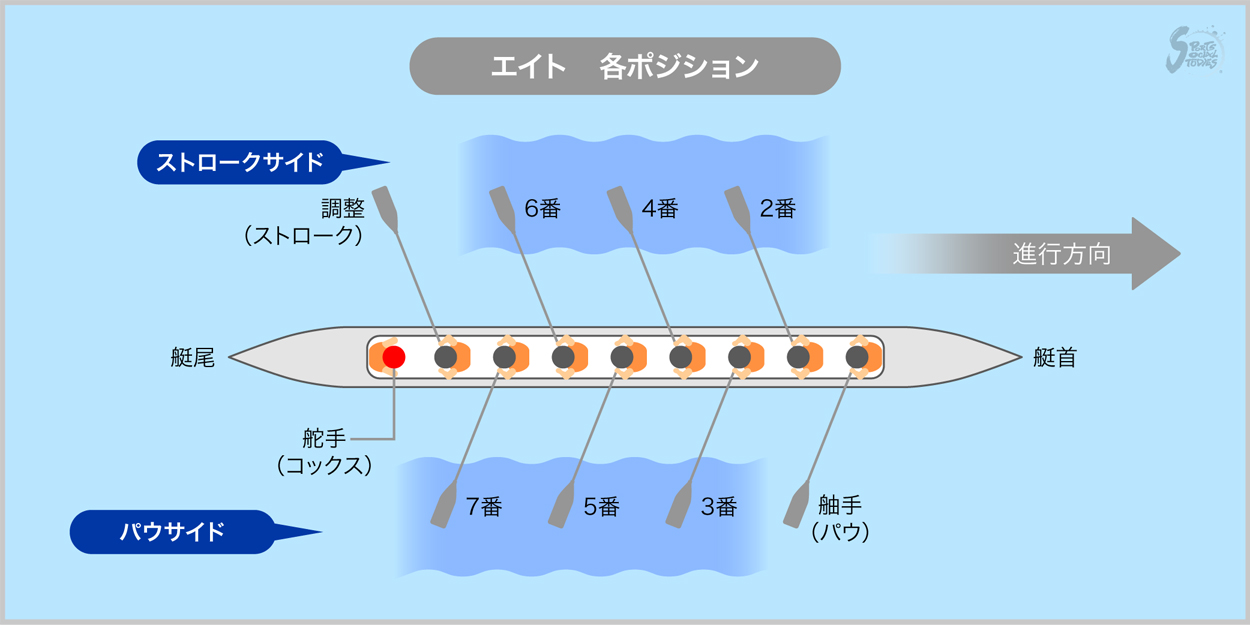 エイト　各ポジション
SPORTS
SOCIAL
STORIES
ストロークサイド
調整
（ストローク）
6番
4番
2番
進行方向
艇尾
艇首
舵手
（コックス）
7番
5番
3番
舳手
（バウ）
バウサイド